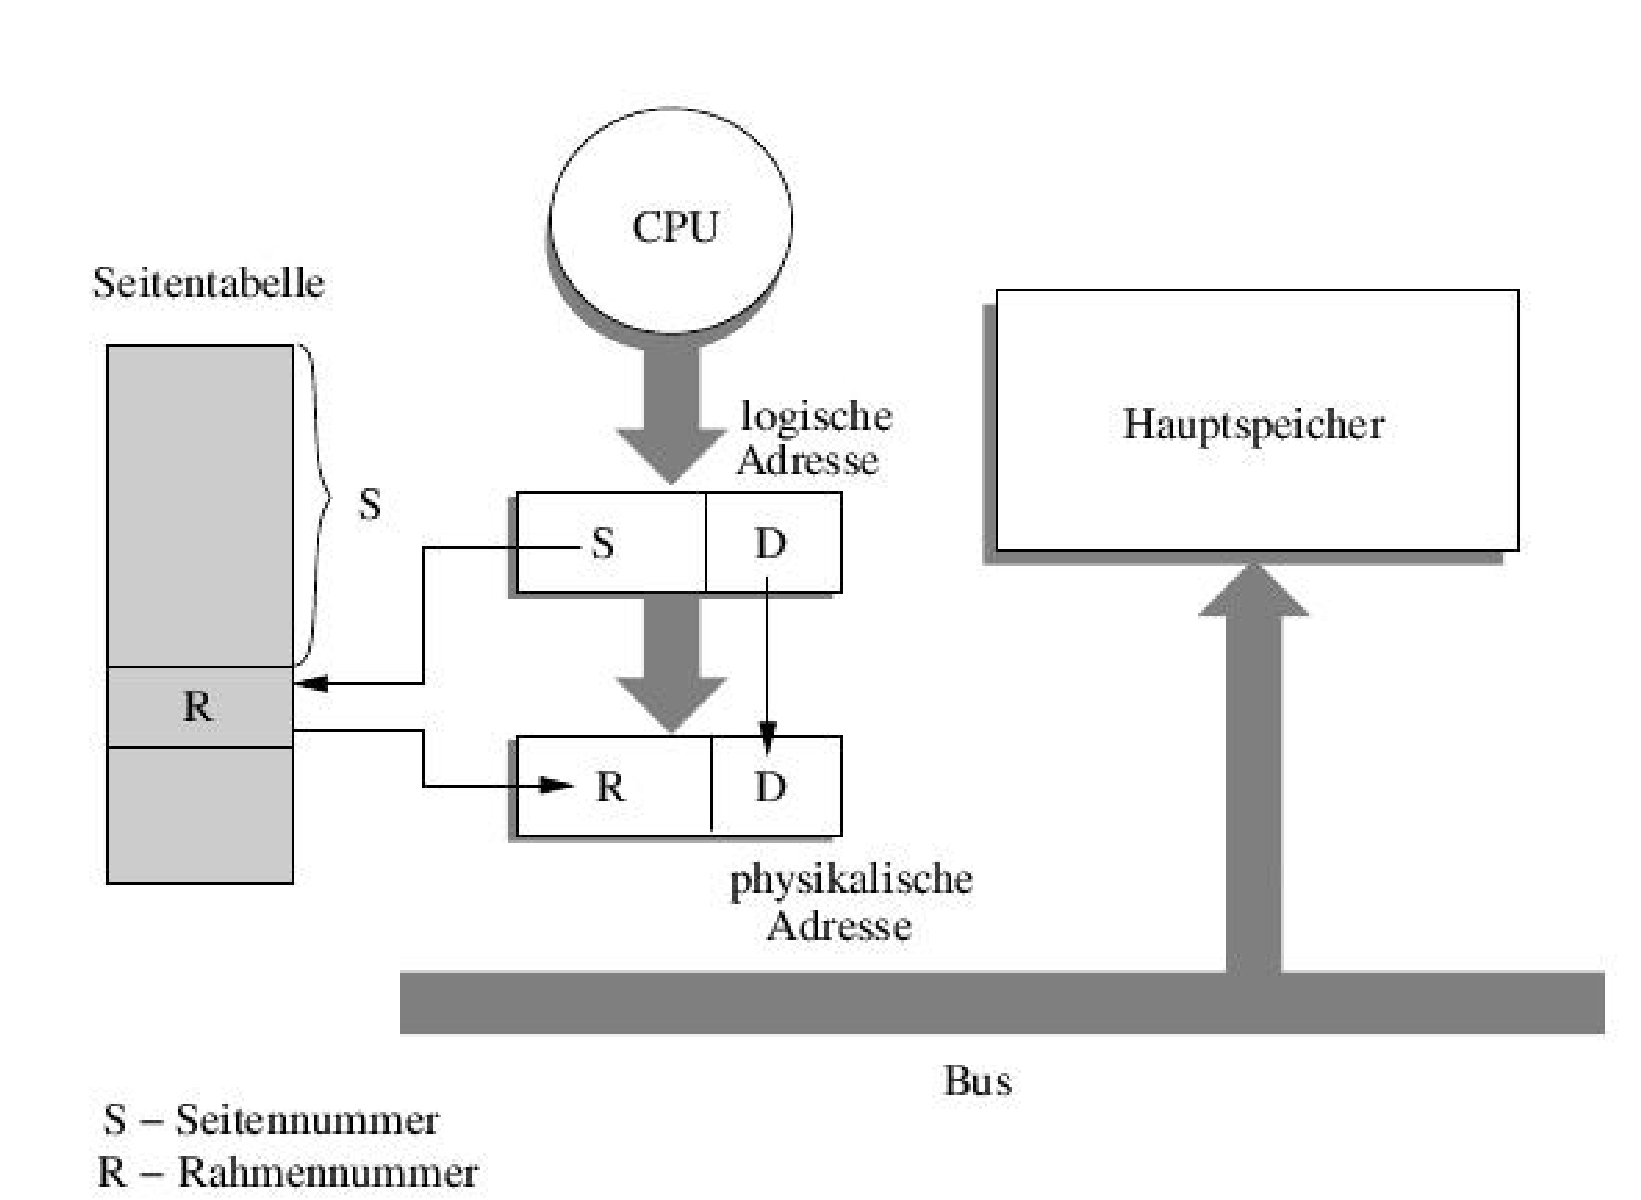 CPU
Seitentabelle
logische
Adresse
Hauptspeicher
S
S
D
R
R
D
physikalische
Adresse
Bus
S – Seitennummer
R – Rahmennummer